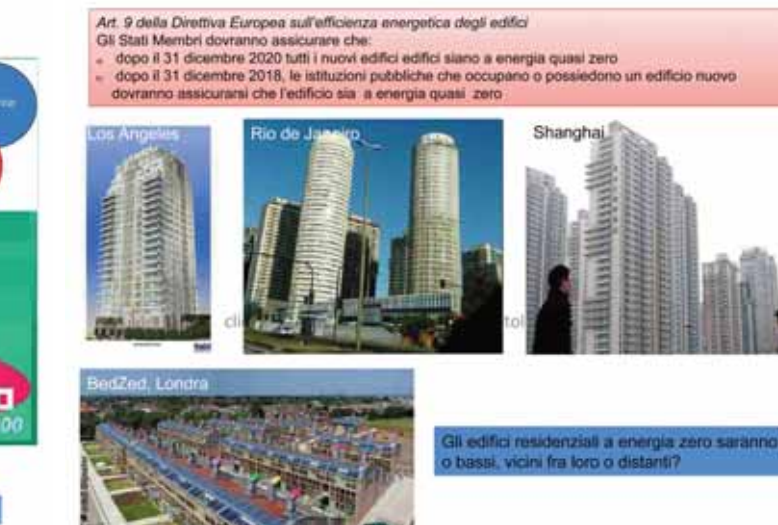 Art. 9 della Direttiva Europea sull'efficienza energetica degli edifici
Gli Stati Membri dovranno assicurare che:
dopo il 31 dicembre 2020 tutti i nuovi edifici edifici siano a energia quasi zero
dopo il 31 dicembre 2018, le istituzioni pubbliche che occupano o possiedono un edificio nuovo
dovranno assicurarsi che l'edificio sia a energia quasi zero
Los Angeles
Rio de Janeiro
Shanghai
cli
tol
BedZed, Londra
00
Gli edifici residenziali a energia zero saranno
o bassi, vicini fra loro o distanti?